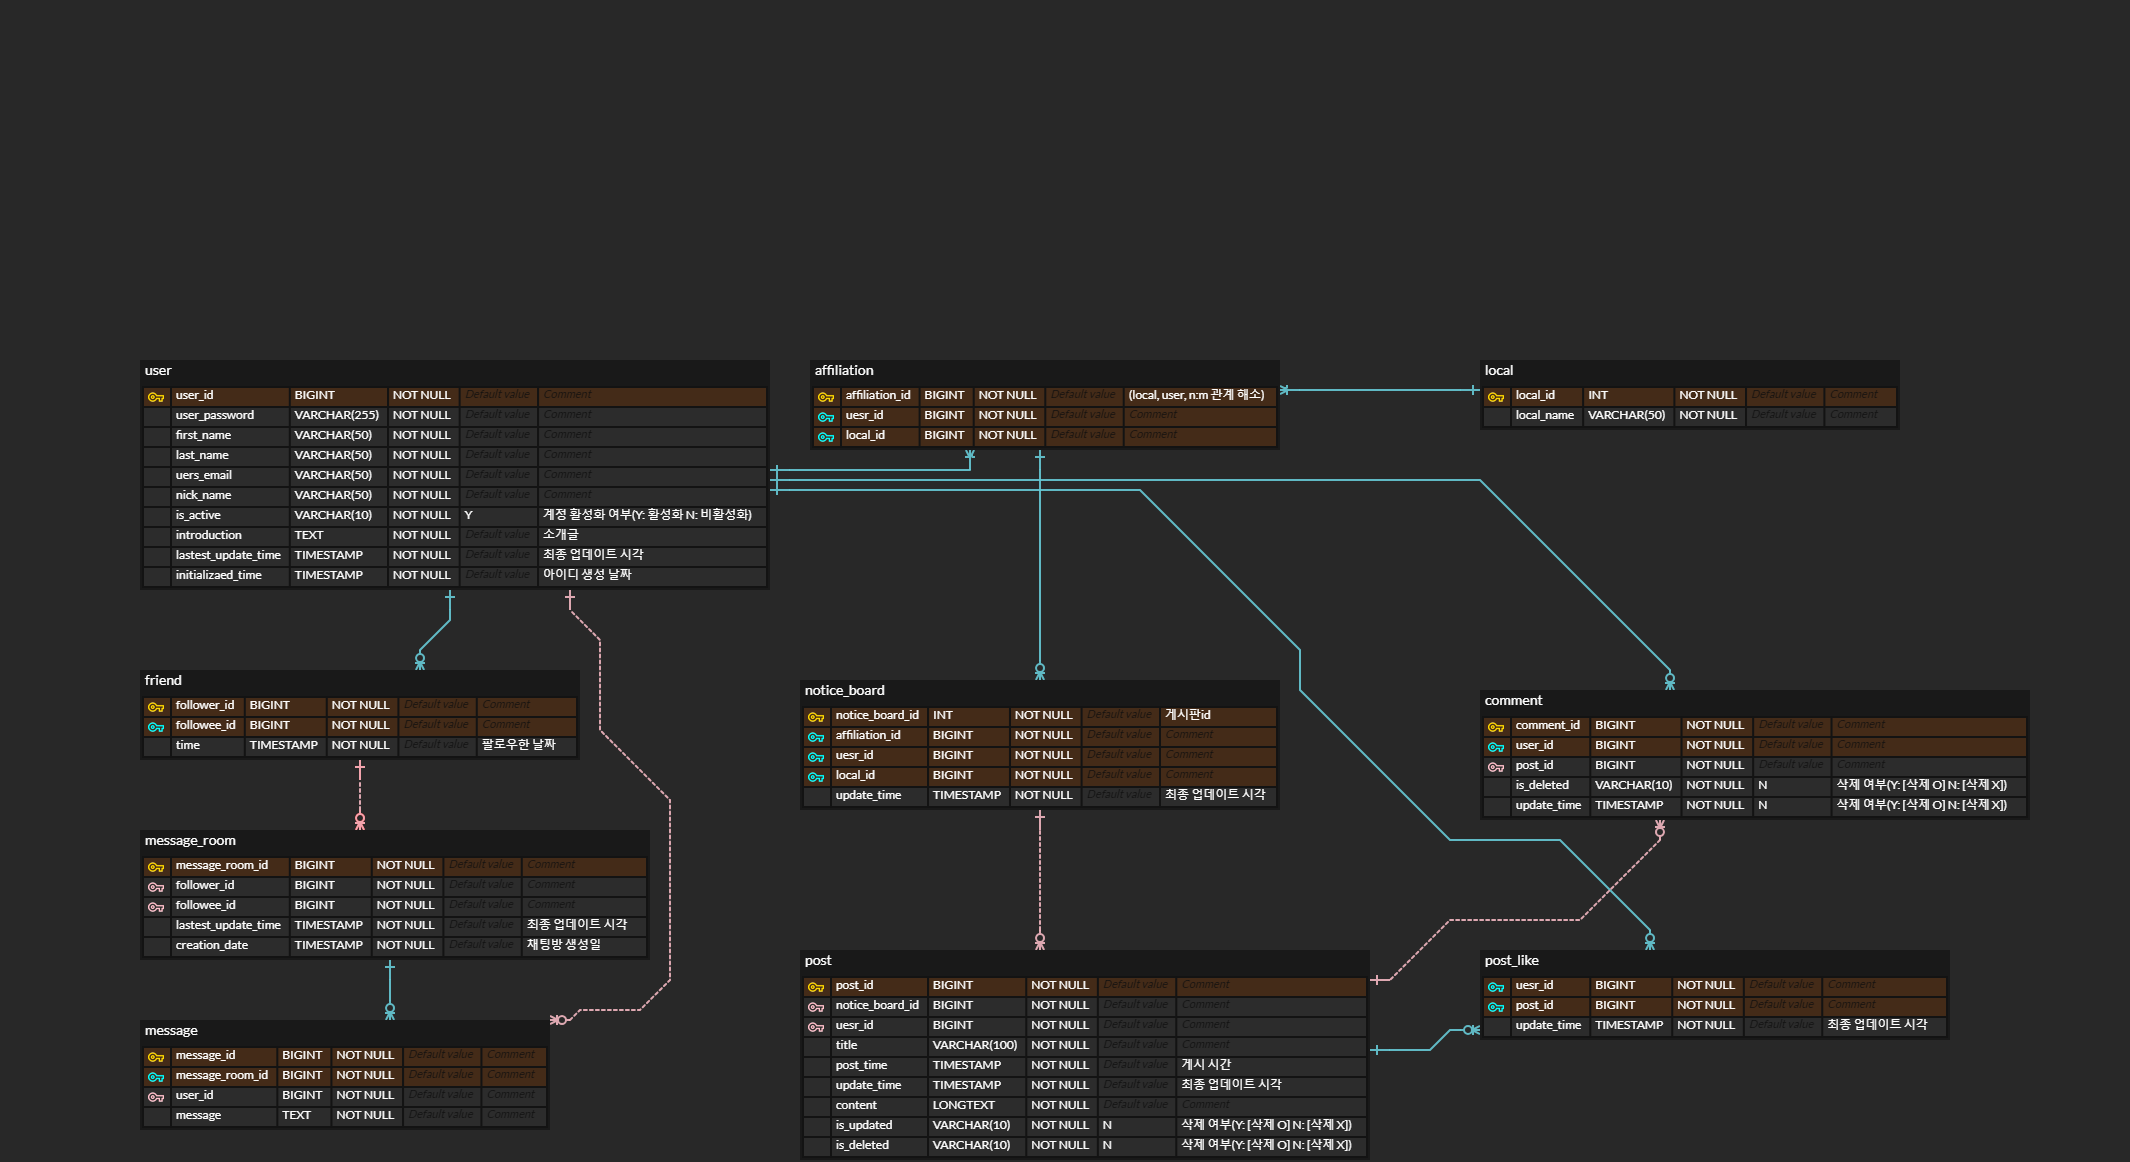 user
user_id BIGINT NOT NULL Default value Comment
user_password VARCHAR(255) NOT NULL Default value Comment
first_name VARCHAR(50) NOT NULL Default value Comment
last_name VARCHAR(50) NOT NULL Default value Comment
uers_email VARCHAR(50) NOT NULL Default value Comment
nick_name VARCHAR(50) NOT NULL Default value Comment
is_active VARCHAR(10) NOT NULL Y 계정 활성화 여부(Y: 활성화 N: 비활성화)
introduction TEXT NOT NULL Default value 소개글
lastest_update_time TIMESTAMP NOT NULL Default value 최종 업데이트 시각
initializaed_time TIMESTAMP NOT NULL Default value 아이디 생성 날짜
affiliation
affiliation_id BIGINT NOT NULL Default value (local, user, n:m 관계 해소)
uesr_id BIGINT NOT NULL Default value Comment
local_id BIGINT NOT NULL Default value Comment
local
local_id INT NOT NULL Default value Comment
local_name VARCHAR(50) NOT NULL Default value Comment
friend
follower_id BIGINT NOT NULL Default value Comment
followee_id BIGINT NOT NULL Default value Comment
time TIMESTAMP NOT NULL Default value 팔로우한 날짜
notice_board
notice_board_id INT NOT NULL Default value 게시판id
affiliation_id BIGINT NOT NULL Default value Comment
uesr_id BIGINT NOT NULL Default value Comment
local_id BIGINT NOT NULL Default value Comment
update_time TIMESTAMP NOT NULL Default value 최종 업데이트 시각
comment
comment_id BIGINT NOT NULL Default value Comment
user_id BIGINT NOT NULL Default value Comment
post_id BIGINT NOT NULL Default value Comment
is_deleted VARCHAR(10) NOT NULL N 삭제 여부(Y: [삭제 O] N: [삭제 X])
update_time TIMESTAMP NOT NULL N 삭제 여부(Y: [삭제 O] N: [삭제 X])
message_room
message_room_id BIGINT NOT NULL Default value Comment
follower_id BIGINT NOT NULL Default value Comment
followee_id BIGINT NOT NULL Default value Comment
lastest_update_time TIMESTAMP NOT NULL Default value 최종 업데이트 시각
creation_date TIMESTAMP NOT NULL Default value 채팅방 생성일
post
post_id BIGINT NOT NULL Default value Comment
notice_board_id BIGINT NOT NULL Default value Comment
uesr_id BIGINT NOT NULL Default value Comment
title VARCHAR(100) NOT NULL Default value Comment
post_time TIMESTAMP NOT NULL Default value 게시 시간
update_time TIMESTAMP NOT NULL Default value 최종 업데이트 시각
content LONGTEXT NOT NULL Default value Comment
is_updated VARCHAR(10) NOT NULL N 삭제 여부(Y: [삭제 O] N: [삭제 X])
is_deleted VARCHAR(10) NOT NULL N 삭제 여부(Y: [삭제 O] N: [삭제 X])
post_like
uesr_id BIGINT NOT NULL Default value Comment
post_id BIGINT NOT NULL Default value Comment
update_time TIMESTAMP NOT NULL Default value 최종 업데이트 시각
message
message_id BIGINT NOT NULL Default value Comment
message_room_id BIGINT NOT NULL Default value Comment
user_id BIGINT NOT NULL Default value Comment
message TEXT NOT NULL Default value Comment